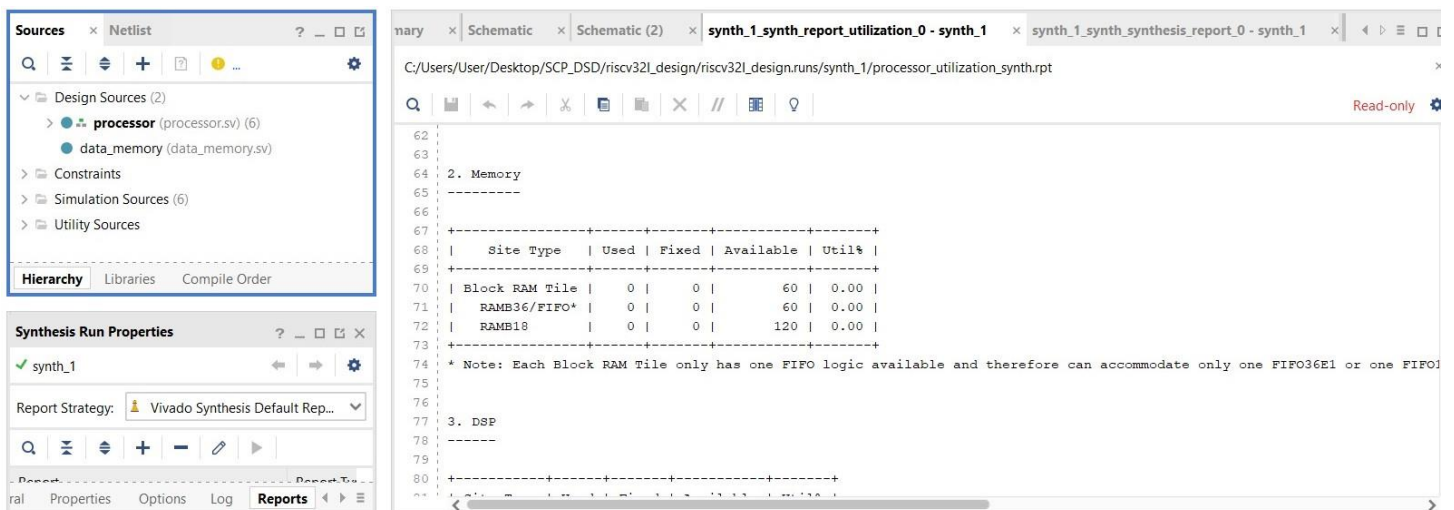 Sources × Netlist ? _
Design Sources (2)
processor (processor.sv) (6)
data_memory (data_memory.sv)
Constraints
Simulation Sources (6)
Utility Sources
Hierarchy Libraries Compile Order
Synthesis Run Properties ? _
synth_1
Report Strategy: Vivado Synthesis Default Rep...
ral Properties Options Log Reports
mary × Schematic × Schematic (2) × synth_1_synth_report_utilization_0 - synth_1 × synth_1_synth_synthesis_report_0 - synth_1 ×
C:/Users/User/Desktop/SCP_DSD/riscv32I_design/riscv32I_design.runs/synth_1/processor_utilization_synth.rpt
Read-only
62
63
64 2. Memory
65 ---------
66
67 +----------------+------+-------+-----------+-------+
68 | Site Type | Used | Fixed | Available | Util% |
69 +----------------+------+-------+-----------+-------+
70 | Block RAM Tile | 0 | 0 | 60 | 0.00 |
71 | RAMB36/FIFO* | 0 | 0 | 60 | 0.00 |
72 | RAMB18 | 0 | 0 | 120 | 0.00 |
73 +----------------+------+-------+-----------+-------+
74 * Note: Each Block RAM Tile only has one FIFO logic available and therefore can accommodate only one FIFO36E1 or one FIFO1
75
76
77 3. DSP
78 ------
79
80 +-----------+------+-------+-----------+-------+